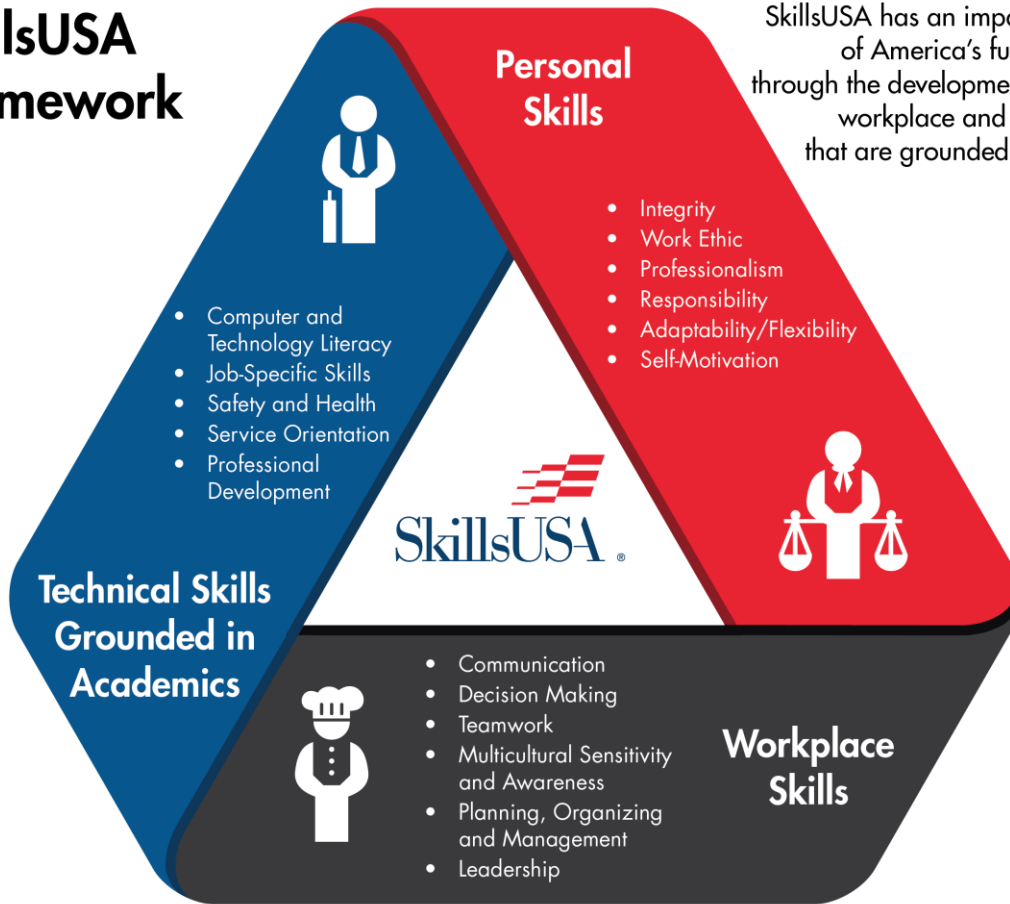 llsUSA
mework
SkillsUSA has an impa
of America's fu
through the developme
workplace and
that are grounded
Personal
Skills
• Integrity
• Work Ethic
• Professionalism
• Responsibility
• Adaptability/Flexibility
• Self-Motivation
• Computer and
Technology Literacy
• Job-Specific Skills
• Safety and Health
• Service Orientation
• Professional
Development
Technical Skills
Grounded in
Academics
SkillsUSA ®
• Communication
• Decision Making
• Teamwork
• Multicultural Sensitivity
and Awareness
• Planning, Organizing
and Management
• Leadership
Workplace
Skills